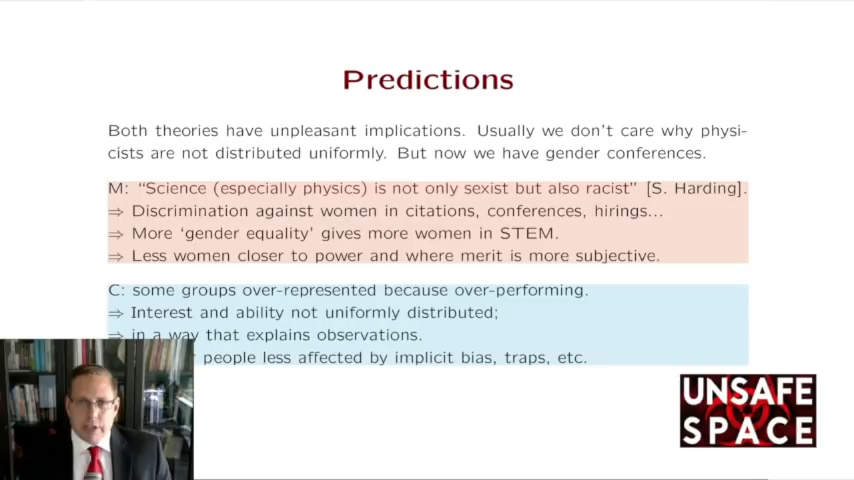 Predictions
Both theories have unpleasant implications. Usually we don't care why physi-
cists are not distributed uniformly. But now we have gender conferences.
M: “Science (especially physics) is not only sexist but also racist” [S. Harding].
⇒ Discrimination against women in citations, conferences, hirings...
⇒ More ‘gender equality’ gives more women in STEM.
⇒ Less women closer to power and where merit is more subjective.
C: some groups over-represented because over-performing.
⇒ Interest and ability not uniformly distributed;
⇒ in a way that explains observations.
people less affected by implicit bias, traps, etc.
UNSAFE
SPACE